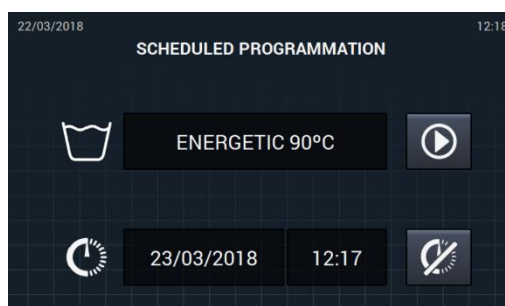 22/03/2018 12:18
SCHEDULED PROGRAMMATION
ENERGETIC 90ºC
23/03/2018 12:17